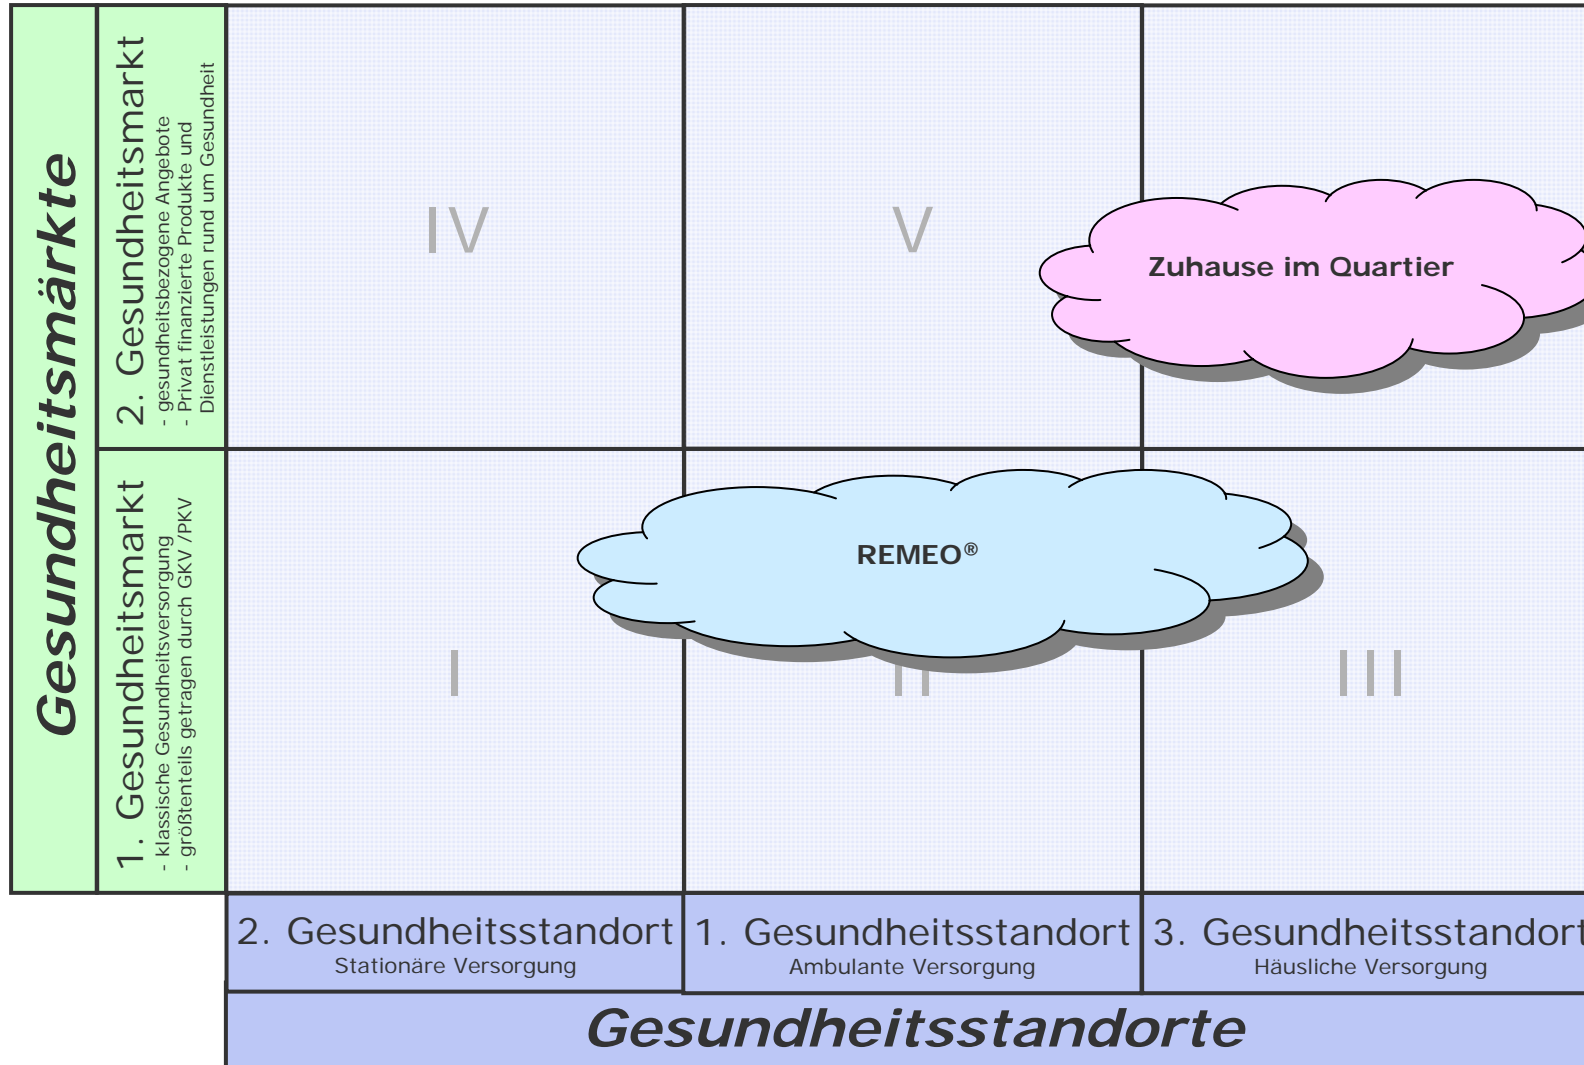 Gesundheitsmärkte
2. Gesundheitsmarkt
- gesundheitsbezogene Angebote
- Privat finanzierte Produkte und
Dienstleistungen rund um Gesundheit
1. Gesundheitsmarkt
- klassische Gesundheitsversorgung
- größtenteils getragen durch GKV /PKV
IV
V
Zuhause im Quartier
REMEO®
I
II
III
2. Gesundheitsstandort
Stationäre Versorgung
1. Gesundheitsstandort
Ambulante Versorgung
3. Gesundheitsstandort
Häusliche Versorgung
Gesundheitsstandorte